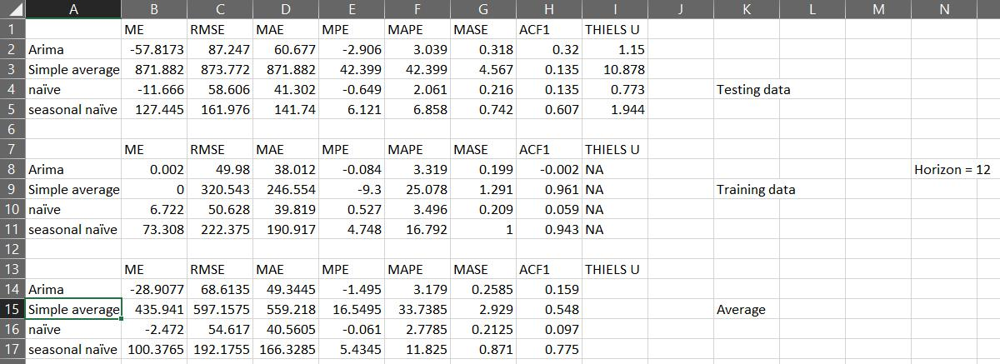 A B C D E F G H I J K L M N
1 ME RMSE MAE MPE MAPE MASE ACF1 THIELS U
2 Arima -57.8173 87.247 60.677 -2.906 3.039 0.318 0.32 1.15
3 Simple average 871.882 873.772 871.882 42.399 42.399 4.567 0.135 10.878
4 naïve -11.666 58.606 41.302 -0.649 2.061 0.216 0.135 0.773 Testing data
5 seasonal naïve 127.445 161.976 141.74 6.121 6.858 0.742 0.607 1.944
6
7 ME RMSE MAE MPE MAPE MASE ACF1 THIELS U
8 Arima 0.002 49.98 38.012 -0.084 3.319 0.199 -0.002 NA Horizon = 12
9 Simple average 0 320.543 246.554 -9.3 25.078 1.291 0.961 NA Training data
10 naïve 6.722 50.628 39.819 0.527 3.496 0.209 0.059 NA
11 seasonal naïve 73.308 222.375 190.917 4.748 16.792 1 0.943 NA
12
13 ME RMSE MAE MPE MAPE MASE ACF1 THIELS U
14 Arima -28.9077 68.6135 49.3445 -1.495 3.179 0.2585 0.159
15 Simple average 435.941 597.1575 559.218 16.5495 33.7385 2.929 0.548 Average
16 naïve -2.472 54.617 40.5605 -0.061 2.7785 0.2125 0.097
17 seasonal naïve 100.3765 192.1755 166.3285 5.4345 11.825 0.871 0.775